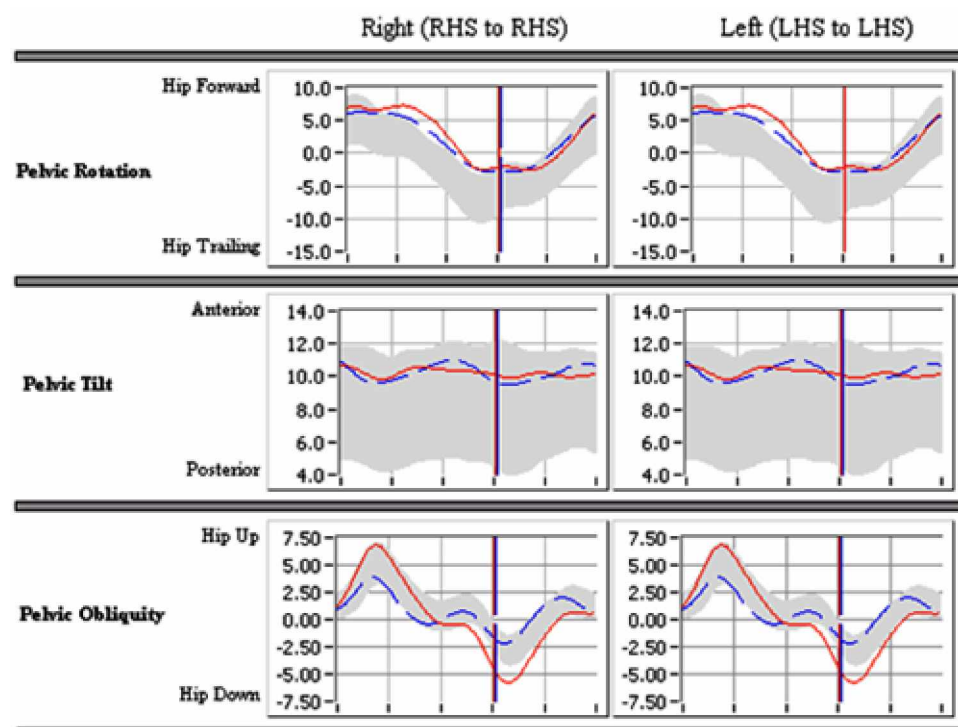 Right (RHS to RHS) Left (LHS to LHS)
Hip Forward 10.0 10.0
5.0 5.0
0.0 0.0
Pelvic Rotation
-5.0 -5.0
-10.0 -10.0
Hip Trailing -15.0 -15.0
Anterior 14.0 14.0
12.0 12.0
Pelvic Tilt 10.0 10.0
8.0 8.0
6.0 6.0
Posterior 4.0 4.0
Hip Up 7.50 7.50
5.00 5.00
2.50 2.50
Pelvic Obliquity 0.00 0.00
-2.50 -2.50
-5.00 -5.00
Hip Down -7.50 -7.50